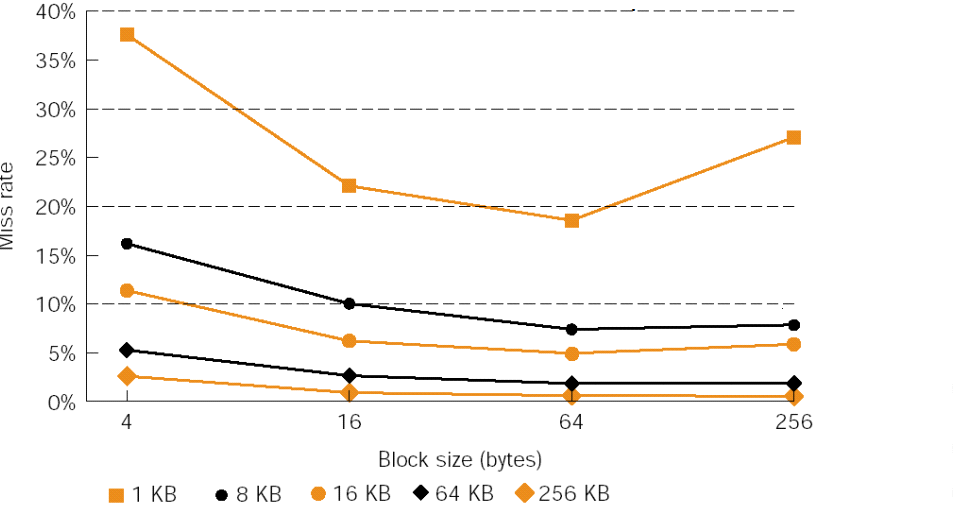 40%
35%
30%
25%
20%
15%
10%
5%
0%
Miss rate
4 16 64 256
Block size (bytes)
1 KB 8 KB 16 KB 64 KB 256 KB